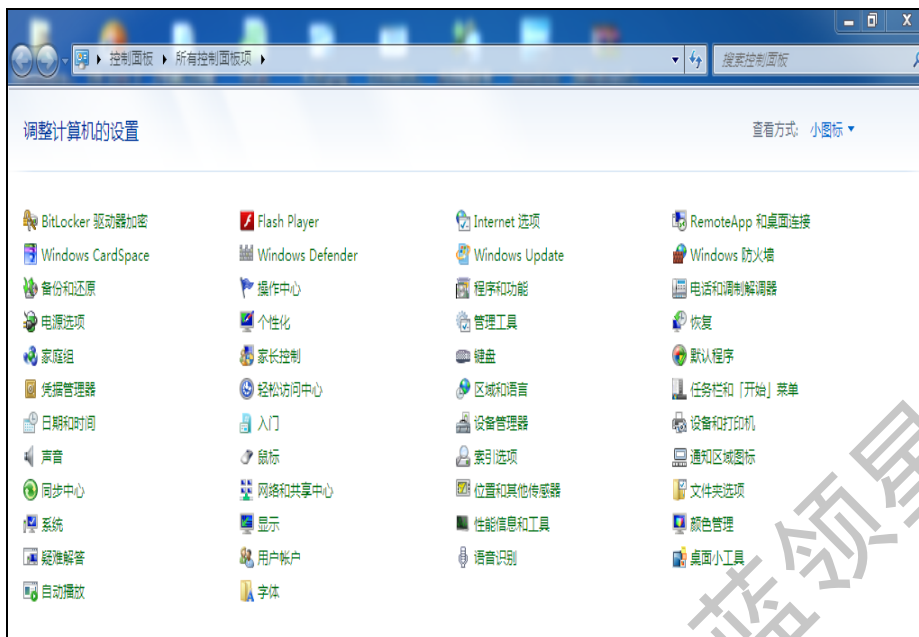 控制面板 ▸ 所有控制面板项 ▸ 搜索控制面板
调整计算机的设置 查看方式: 小图标
BitLocker 驱动器加密 Flash Player Internet 选项 RemoteApp 和桌面连接
Windows CardSpace Windows Defender Windows Update Windows 防火墙
备份和还原 操作中心 程序和功能 电话和调制解调器
电源选项 个性化 管理工具 恢复
家庭组 家长控制 键盘 默认程序
凭据管理器 轻松访问中心 区域和语言 任务栏和「开始」菜单
日期和时间 入门 设备管理器 设备和打印机
声音 鼠标 索引选项 通知区域图标
同步中心 网络和共享中心 位置和其他传感器 文件夹选项
系统 显示 性能信息和工具 颜色管理
疑难解答 用户帐户 语音识别 桌面小工具
自动播放 字体
蓝领星